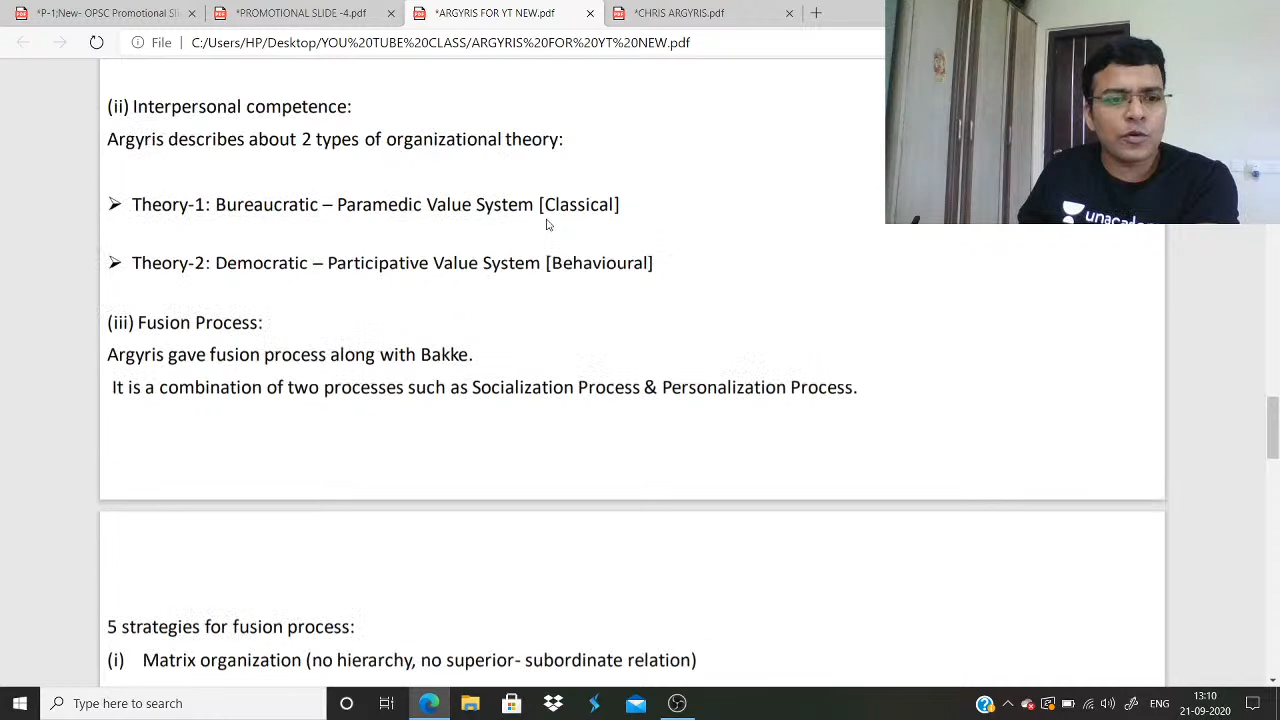 *P-1;New- OPSC Promotional Sli
*PROMOTIONAL SLIDE -4.pdf
*ARGYRIS FOR YT NEW.pdf
*CHRIS ARGYRIS.pdf
File C:/Users/HP/Desktop/YOU%20TUBE%20CLASS/ARGYRIS%20FOR%20YT%20NEW.pdf
(ii) Interpersonal competence:
Argyris describes about 2 types of organizational theory:
Theory-1: Bureaucratic – Paramedic Value System [Classical]
Theory-2: Democratic – Participative Value System [Behavioural]
(iii) Fusion Process:
Argyris gave fusion process along with Bakke.
It is a combination of two processes such as Socialization Process & Personalization Process.
5 strategies for fusion process:
(i) Matrix organization (no hierarchy, no superior- subordinate relation)
unacade
Type here to search
ENG
13:10
21-09-2020